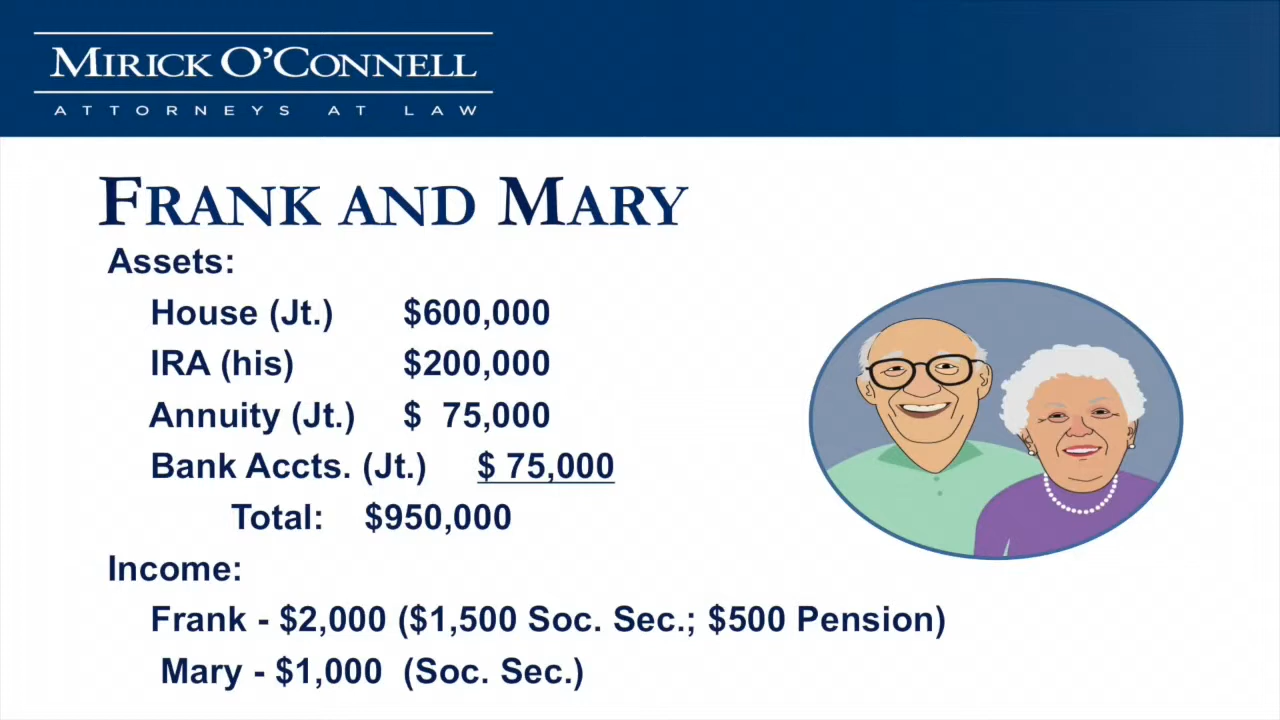 MIRICK O'CONNELL
ATTORNEYS AT LAW
FRANK AND MARY
Assets:
House (Jt.) $600,000
IRA (his) $200,000
Annuity (Jt.) $ 75,000
Bank Accts. (Jt.) $ 75,000
Total: $950,000
Income:
Frank - $2,000 ($1,500 Soc. Sec.; $500 Pension)
Mary - $1,000 (Soc. Sec.)